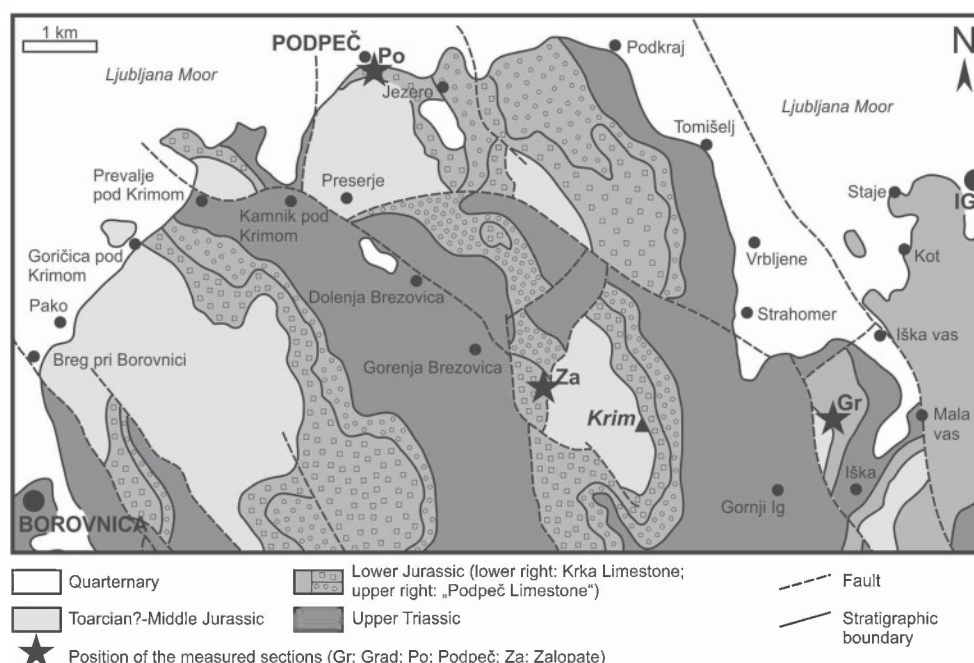 1 km
PODPEČ
Po
Podkraj
N
Ljubljana Moor
Jezero
Ljubljana Moor
Tomišelj
Prevalje
pod Krimom
Preserje
Staje
IG
Kamnik pod
Krimom
Goričica pod
Krimom
Vrbljene
Kot
Dolenja Brezovica
Pako
Strahomer
Iška vas
Breg pri Borovnici
Gorenja Brezovica
Za
Krim
Gr
Mala
vas
Iška
Gornji Ig
BOROVNICA
Quarternary
Lower Jurassic (lower right: Krka Limestone;
upper right: „Podpeč Limestone“)
Fault
Toarcian?-Middle Jurassic
Upper Triassic
Stratigraphic
boundary
Position of the measured sections (Gr: Grad; Po: Podpeč; Za: Zalopate)